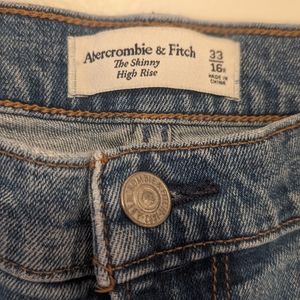 Abercrombie & Fitch
The Skinny
High Rise
33
16R
MADE IN
CHINA